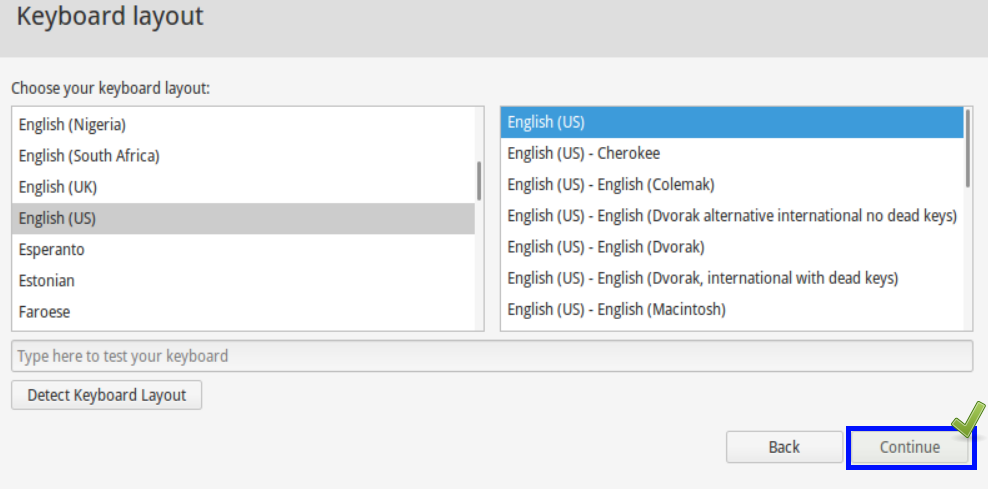 Keyboard layout
Choose your keyboard layout:
English (Nigeria)
English (South Africa)
English (UK)
English (US)
Esperanto
Estonian
Faroese
English (US)
English (US) - Cherokee
English (US) - English (Colemak)
English (US) - English (Dvorak alternative international no dead keys)
English (US) - English (Dvorak)
English (US) - English (Dvorak, international with dead keys)
English (US) - English (Macintosh)
Type here to test your keyboard
Detect Keyboard Layout
Back
Continue